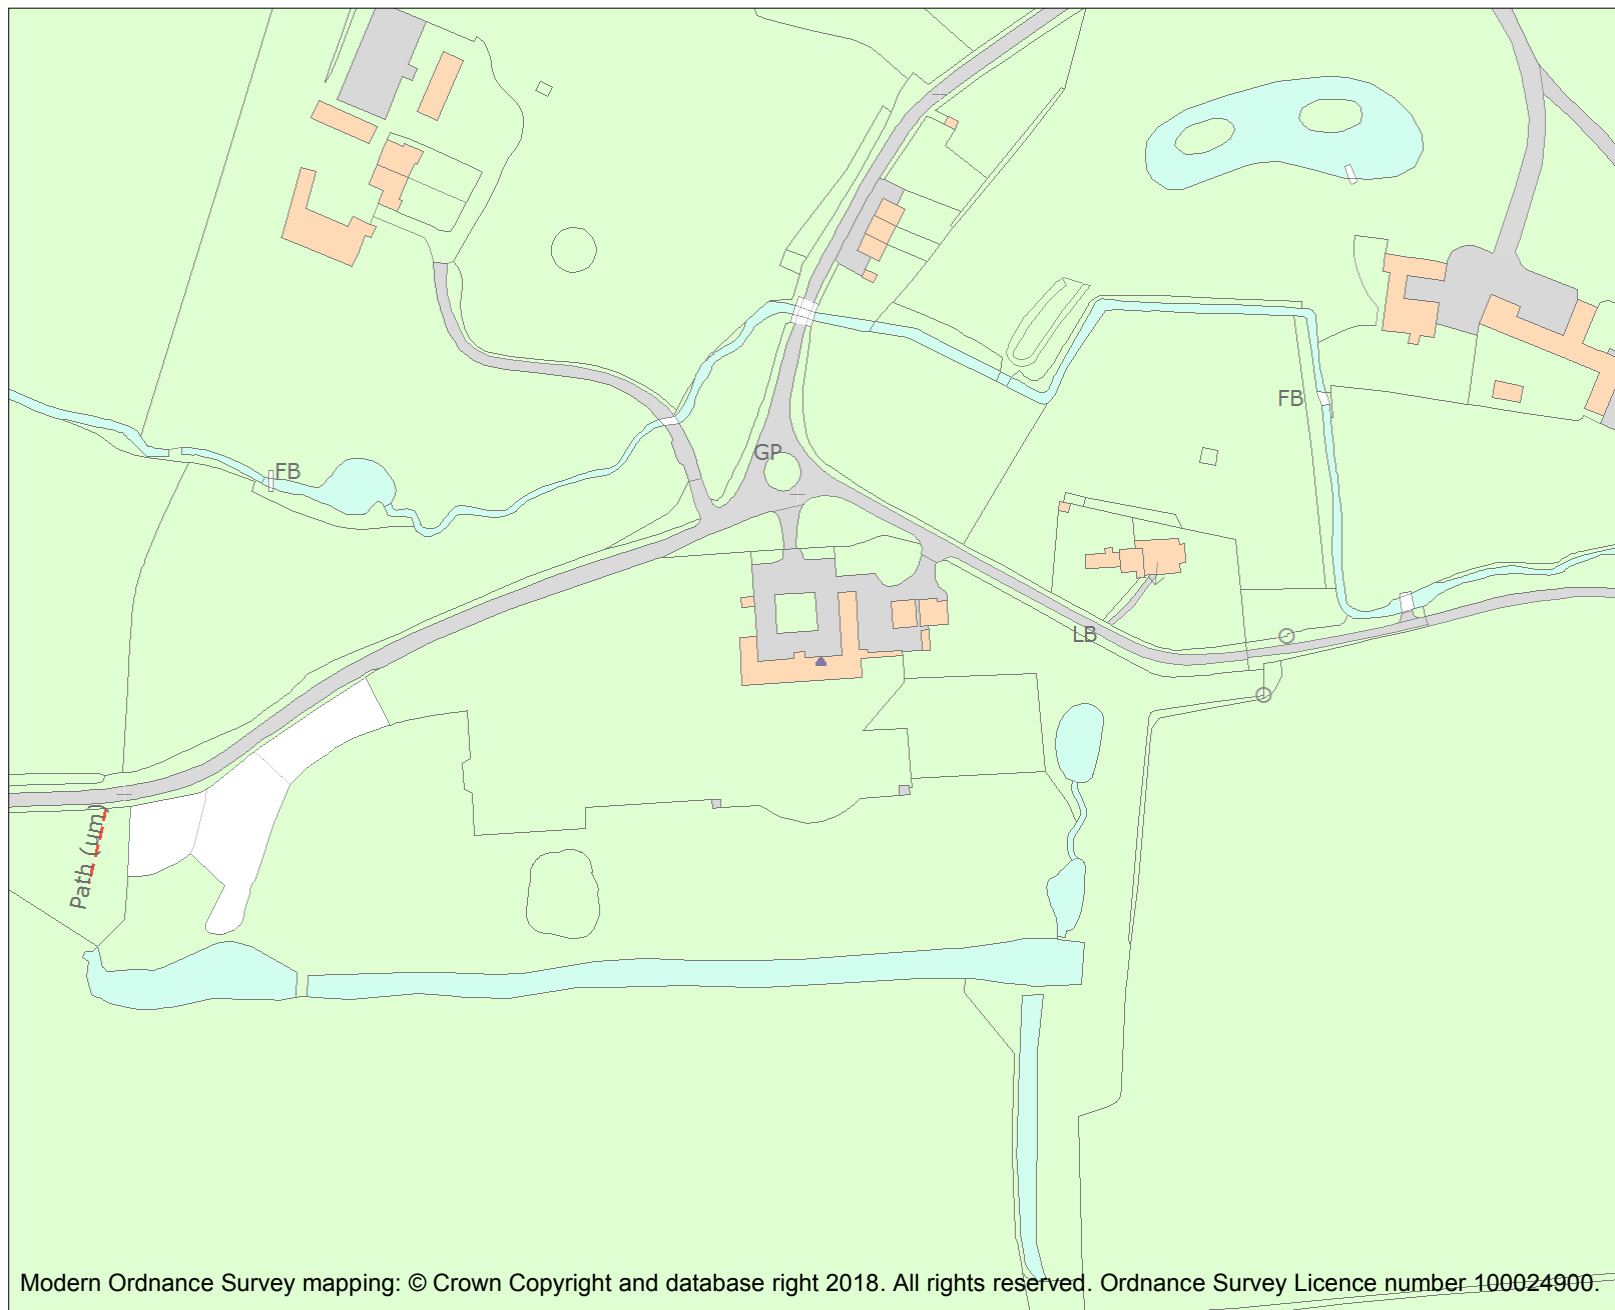 FB
GP
FB
LB
Path (um)
Modern Ordnance Survey mapping: © Crown Copyright and database right 2018. All rights reserved. Ordnance Survey Licence number 100024900.